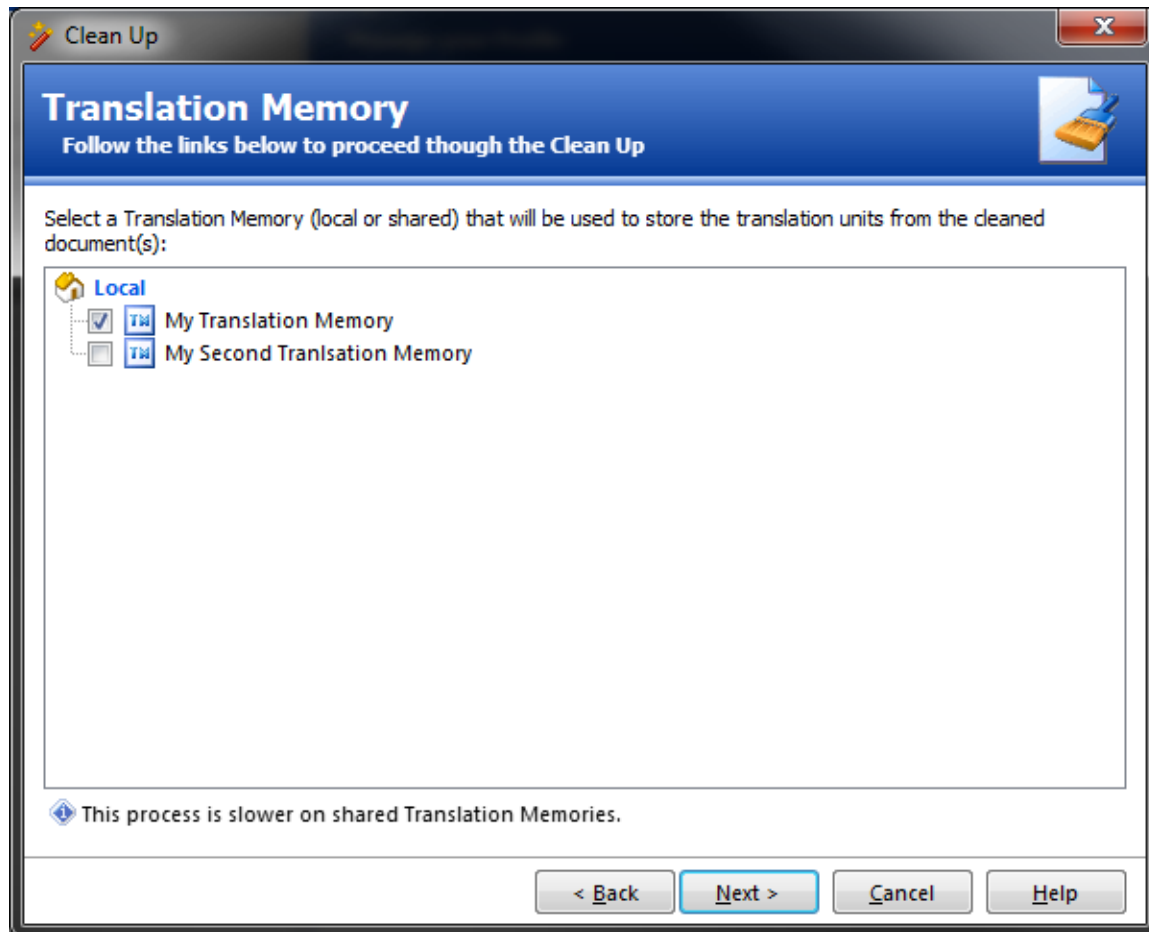 Clean Up
Translation Memory
Follow the links below to proceed though the Clean Up
Select a Translation Memory (local or shared) that will be used to store the translation units from the cleaned
document(s):
Local
TM My Translation Memory
TM My Second Tranlsation Memory
This process is slower on shared Translation Memories.
< Back Next > Cancel Help